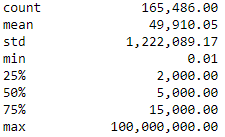 count 165,486.00
mean 49,910.05
std 1,222,089.17
min 0.01
25% 2,000.00
50% 5,000.00
75% 15,000.00
max 100,000,000.00